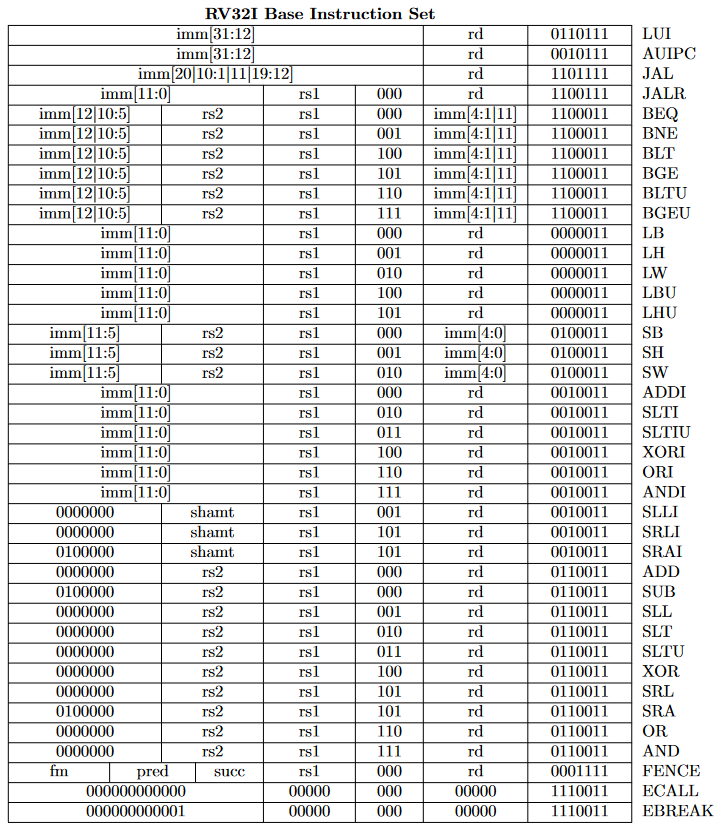 RV32I Base Instruction Set
imm[31:12] rd 0110111 LUI
imm[31:12] rd 0010111 AUIPC
imm[20|10:1|11|19:12] rd 1101111 JAL
imm[11:0] rs1 000 rd 1100111 JALR
imm[12|10:5] rs2 rs1 000 imm[4:1|11] 1100011 BEQ
imm[12|10:5] rs2 rs1 001 imm[4:1|11] 1100011 BNE
imm[12|10:5] rs2 rs1 100 imm[4:1|11] 1100011 BLT
imm[12|10:5] rs2 rs1 101 imm[4:1|11] 1100011 BGE
imm[12|10:5] rs2 rs1 110 imm[4:1|11] 1100011 BLTU
imm[12|10:5] rs2 rs1 111 imm[4:1|11] 1100011 BGEU
imm[11:0] rs1 000 rd 0000011 LB
imm[11:0] rs1 001 rd 0000011 LH
imm[11:0] rs1 010 rd 0000011 LW
imm[11:0] rs1 100 rd 0000011 LBU
imm[11:0] rs1 101 rd 0000011 LHU
imm[11:5] rs2 rs1 000 imm[4:0] 0100011 SB
imm[11:5] rs2 rs1 001 imm[4:0] 0100011 SH
imm[11:5] rs2 rs1 010 imm[4:0] 0100011 SW
imm[11:0] rs1 000 rd 0010011 ADDI
imm[11:0] rs1 010 rd 0010011 SLTI
imm[11:0] rs1 011 rd 0010011 SLTIU
imm[11:0] rs1 100 rd 0010011 XORI
imm[11:0] rs1 110 rd 0010011 ORI
imm[11:0] rs1 111 rd 0010011 ANDI
0000000 shamt rs1 001 rd 0010011 SLLI
0000000 shamt rs1 101 rd 0010011 SRLI
0100000 shamt rs1 101 rd 0010011 SRAI
0000000 rs2 rs1 000 rd 0110011 ADD
0100000 rs2 rs1 000 rd 0110011 SUB
0000000 rs2 rs1 001 rd 0110011 SLL
0000000 rs2 rs1 010 rd 0110011 SLT
0000000 rs2 rs1 011 rd 0110011 SLTU
0000000 rs2 rs1 100 rd 0110011 XOR
0000000 rs2 rs1 101 rd 0110011 SRL
0100000 rs2 rs1 101 rd 0110011 SRA
0000000 rs2 rs1 110 rd 0110011 OR
0000000 rs2 rs1 111 rd 0110011 AND
fm pred succ rs1 000 rd 0001111 FENCE
000000000000 00000 000 00000 1110011 ECALL
000000000001 00000 000 00000 1110011 EBREAK